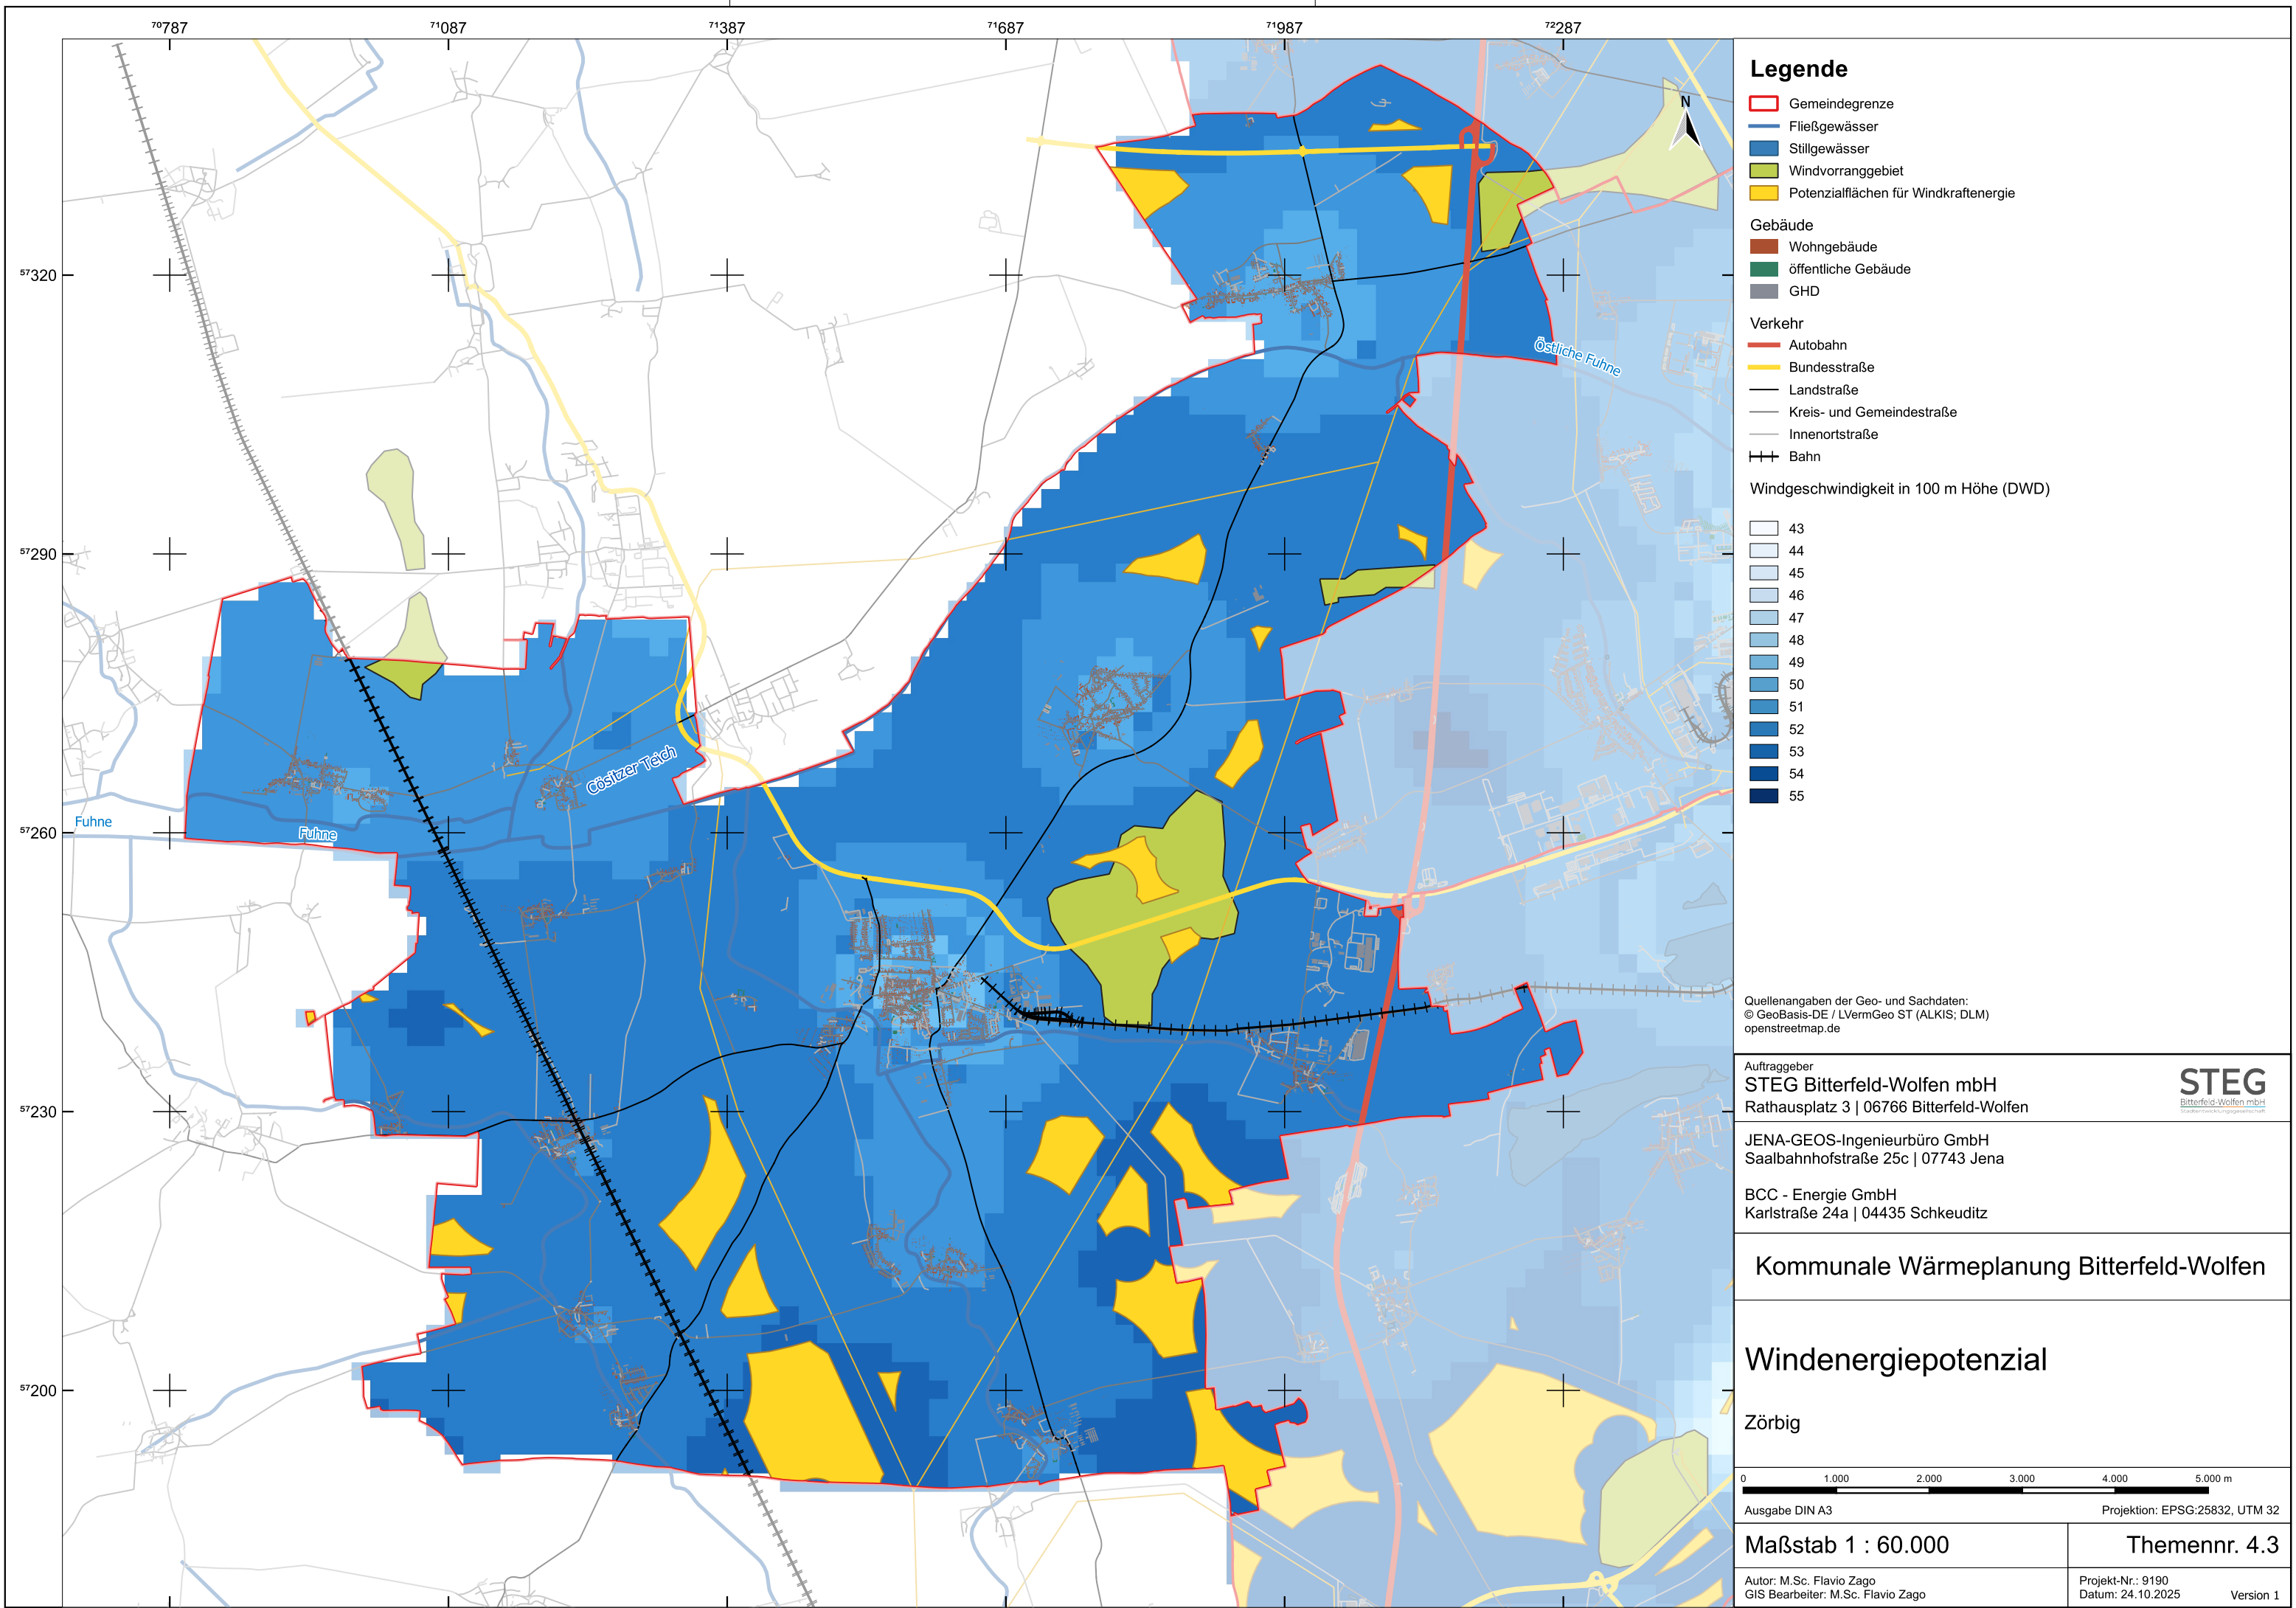 ⁷⁰787
⁷¹087
⁷¹387
⁷¹687
⁷¹987
⁷²287
⁵⁷320
⁵⁷290
⁵⁷260
⁵⁷230
⁵⁷200
Östliche Fuhne
Cösitzer Teich
Fuhne
Fuhne
N
Legende
Gemeindegrenze
Fließgewässer
Stillgewässer
Windvorranggebiet
Potenzialflächen für Windkraftenergie
Gebäude
Wohngebäude
öffentliche Gebäude
GHD
Verkehr
Autobahn
Bundesstraße
Landstraße
Kreis- und Gemeindestraße
Innenortstraße
Bahn
Windgeschwindigkeit in 100 m Höhe (DWD)
43
44
45
46
47
48
49
50
51
52
53
54
55
Quellenangaben der Geo- und Sachdaten:
© GeoBasis-DE / LVermGeo ST (ALKIS; DLM)
openstreetmap.de
Auftraggeber
STEG Bitterfeld-Wolfen mbH
Rathausplatz 3 | 06766 Bitterfeld-Wolfen
STEG
Bitterfeld-Wolfen mbH
Stadtentwicklungsgesellschaft
JENA-GEOS-Ingenieurbüro GmbH
Saalbahnhofstraße 25c | 07743 Jena
BCC - Energie GmbH
Karlstraße 24a | 04435 Schkeuditz
Kommunale Wärmeplanung Bitterfeld-Wolfen
Windenergiepotenzial
Zörbig
0 1.000 2.000 3.000 4.000 5.000 m
Ausgabe DIN A3 Projektion: EPSG:25832, UTM 32
Maßstab 1 : 60.000 Themennr. 4.3
Autor: M.Sc. Flavio Zago
GIS Bearbeiter: M.Sc. Flavio Zago
Projekt-Nr.: 9190
Datum: 24.10.2025 Version 1